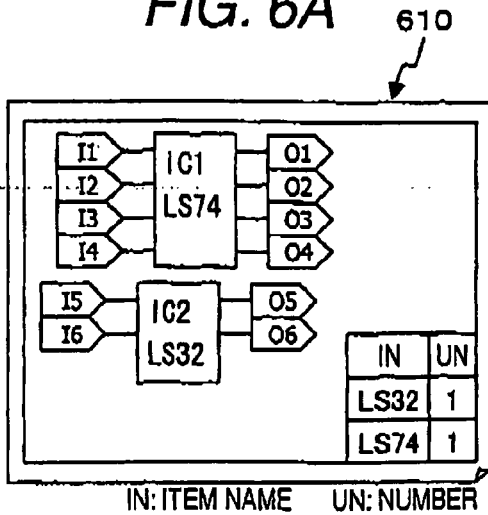 FIG. 6A
610
I1 IC1 O1
I2 O2
I3 LS74 O3
I4 O4
I5 IC2 O5
I6 LS32 O6
IN UN
LS32 1
LS74 1
IN: ITEM NAME UN: NUMBER